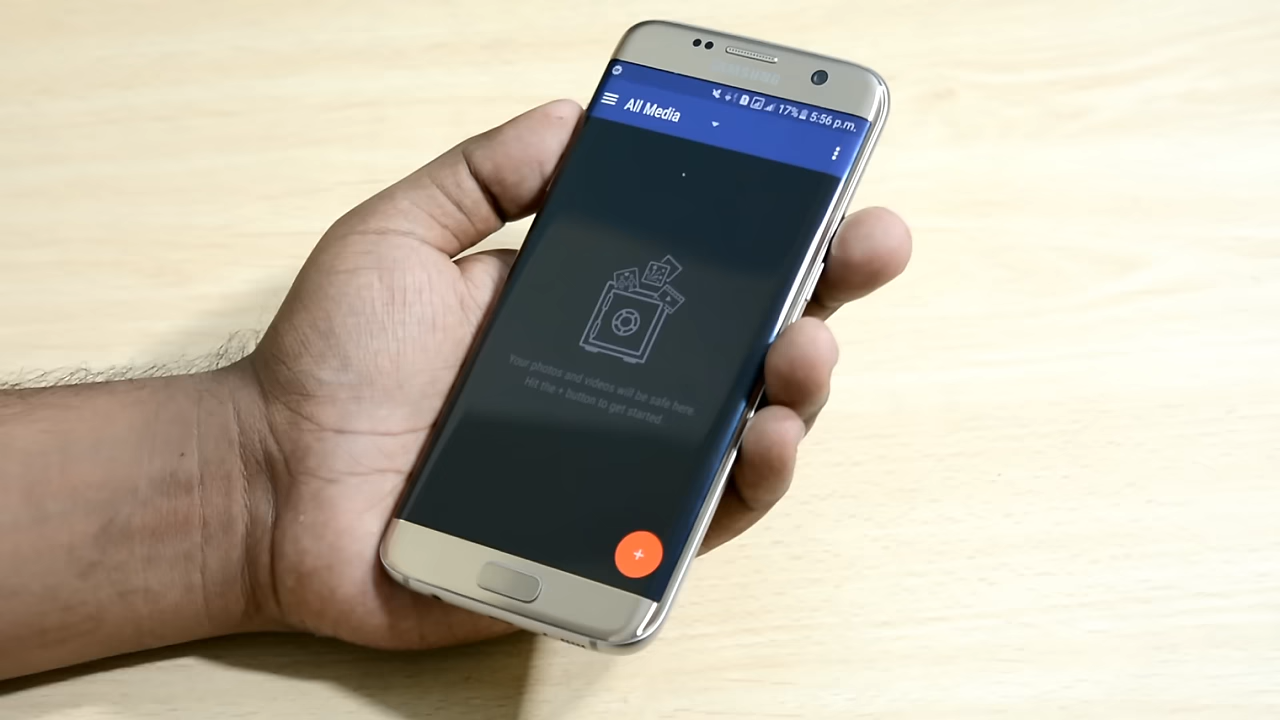 SAMSUNG
17% 5:56 p.m.
All Media
Your photos and videos will be safe here.
Hit the + button to get started.